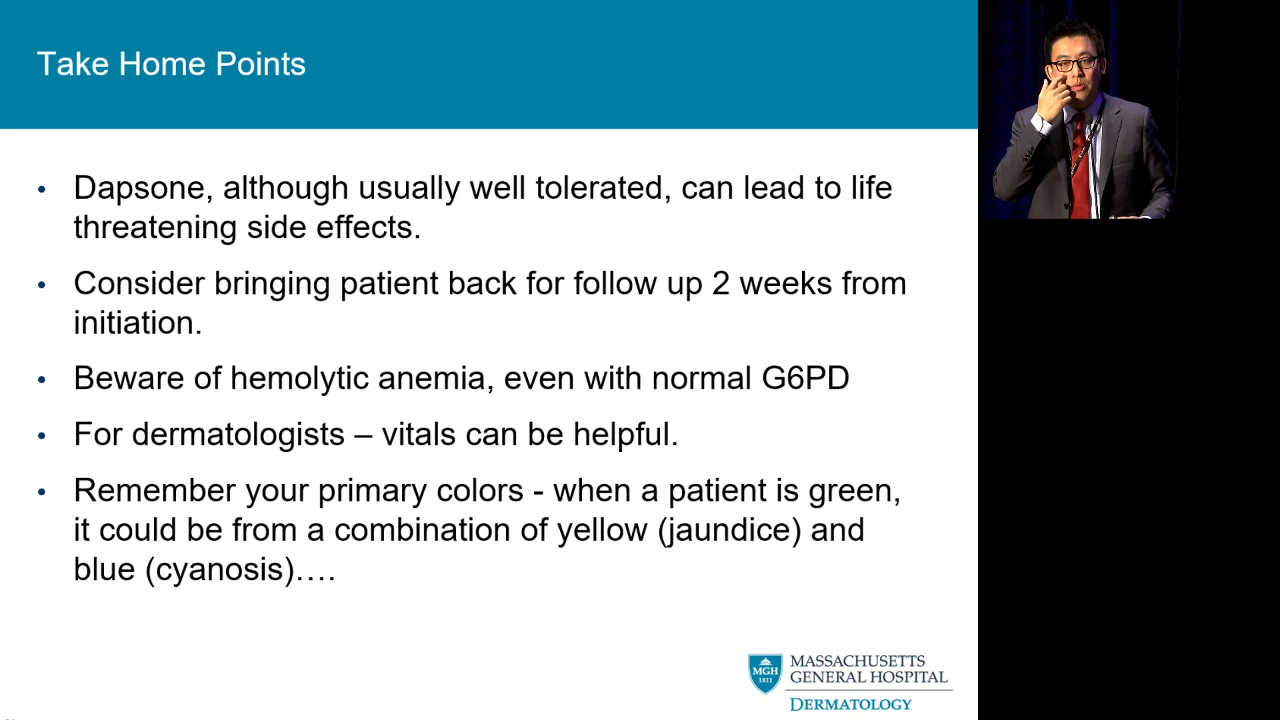 Take Home Points
• Dapsone, although usually well tolerated, can lead to life
threatening side effects.
• Consider bringing patient back for follow up 2 weeks from
initiation.
• Beware of hemolytic anemia, even with normal G6PD
• For dermatologists – vitals can be helpful.
• Remember your primary colors - when a patient is green,
it could be from a combination of yellow (jaundice) and
blue (cyanosis)….
MGH
1811
MASSACHUSETTS
GENERAL HOSPITAL
DERMATOLOGY